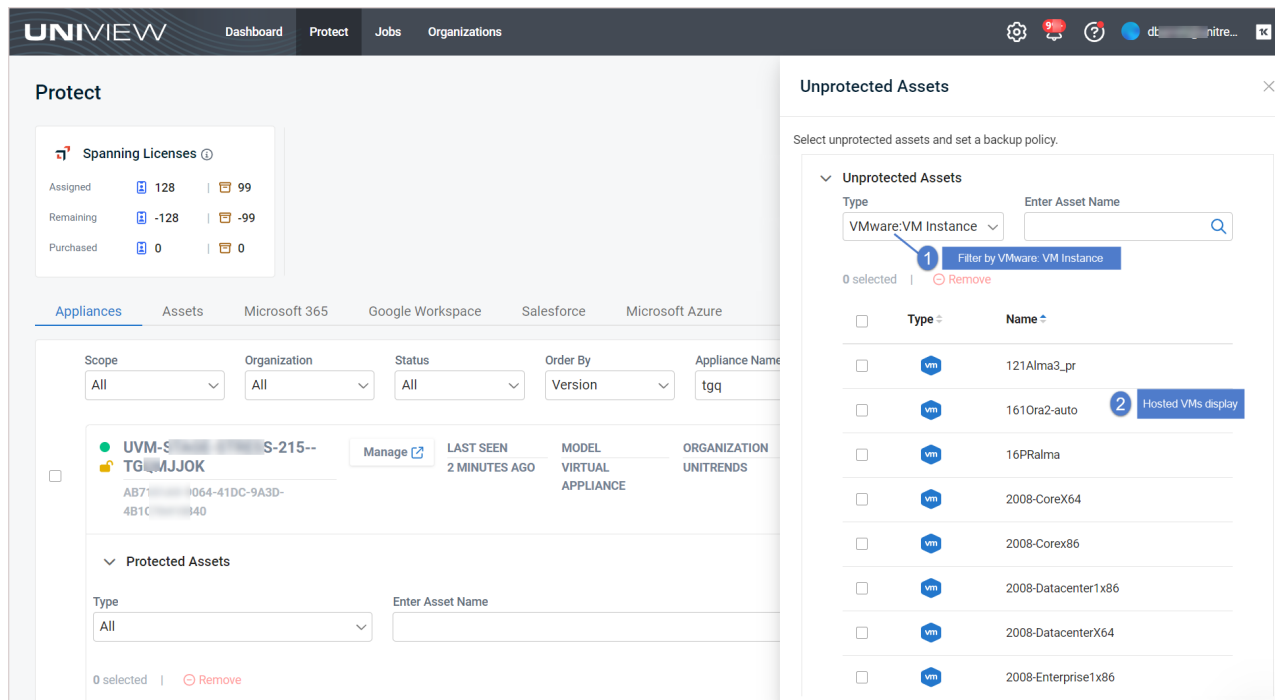 UNIVIEW
Dashboard Protect Jobs Organizations
Protect
Spanning Licenses
Assigned 128 | 99
Remaining -128 | -99
Purchased 0 | 0
Appliances Assets Microsoft 365 Google Workspace Salesforce Microsoft Azure
Scope Organization Status Order By Appliance Name
All All All Version tgq
UVM-S S-215--
Manage
LAST SEEN MODEL ORGANIZATION
2 MINUTES AGO VIRTUAL UNITRENDS
APPLIANCE
Protected Assets
Type Enter Asset Name
All
0 selected | Remove
Unprotected Assets
Select unprotected assets and set a backup policy.
Unprotected Assets
Type Enter Asset Name
VMware:VM Instance
1 Filter by VMware: VM Instance
0 selected | Remove
Type Name
vm 121Alma3_pr
vm 161Ora2-auto
2 Hosted VMs display
vm 16PRalma
vm 2008-CoreX64
vm 2008-Corex86
vm 2008-Datacenter1x86
vm 2008-DatacenterX64
vm 2008-Enterprise1x86